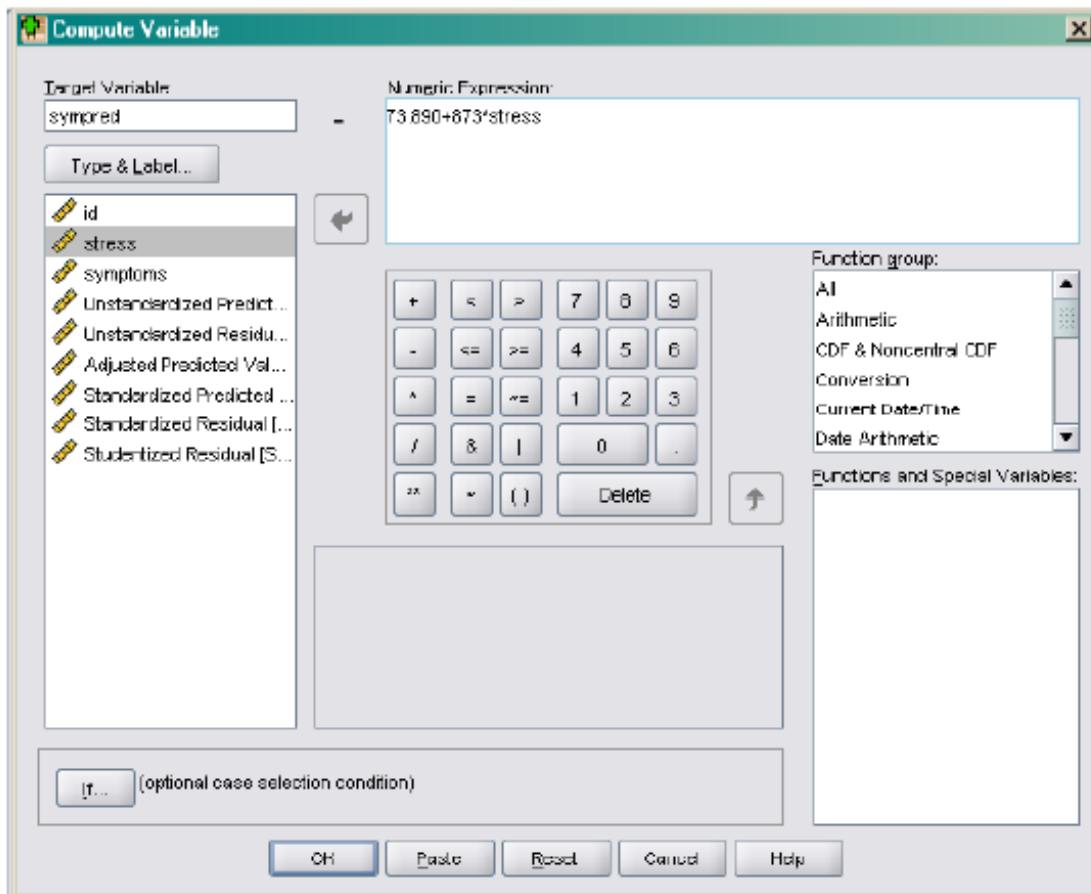 Compute Variable
Target Variable:
sympred
=
Numeric Expression:
73.890+873*stress
Type & Label...
id
stress
symptoms
Unstandardized Predict...
Unstandardized Residu...
Adjusted Predicted Val...
Standardized Predicted ...
Standardized Residual [...
Studentized Residual [S...
+ < > 7 8 9
- <= >= 4 5 6
* = ~= 1 2 3
/ & | 0 .
** ~ ( ) Delete
Function group:
All
Arithmetic
CDF & Noncentral CDF
Conversion
Current Date/Time
Date Arithmetic
Functions and Special Variables:
If...
(optional case selection condition)
OK
Paste
Reset
Cancel
Help